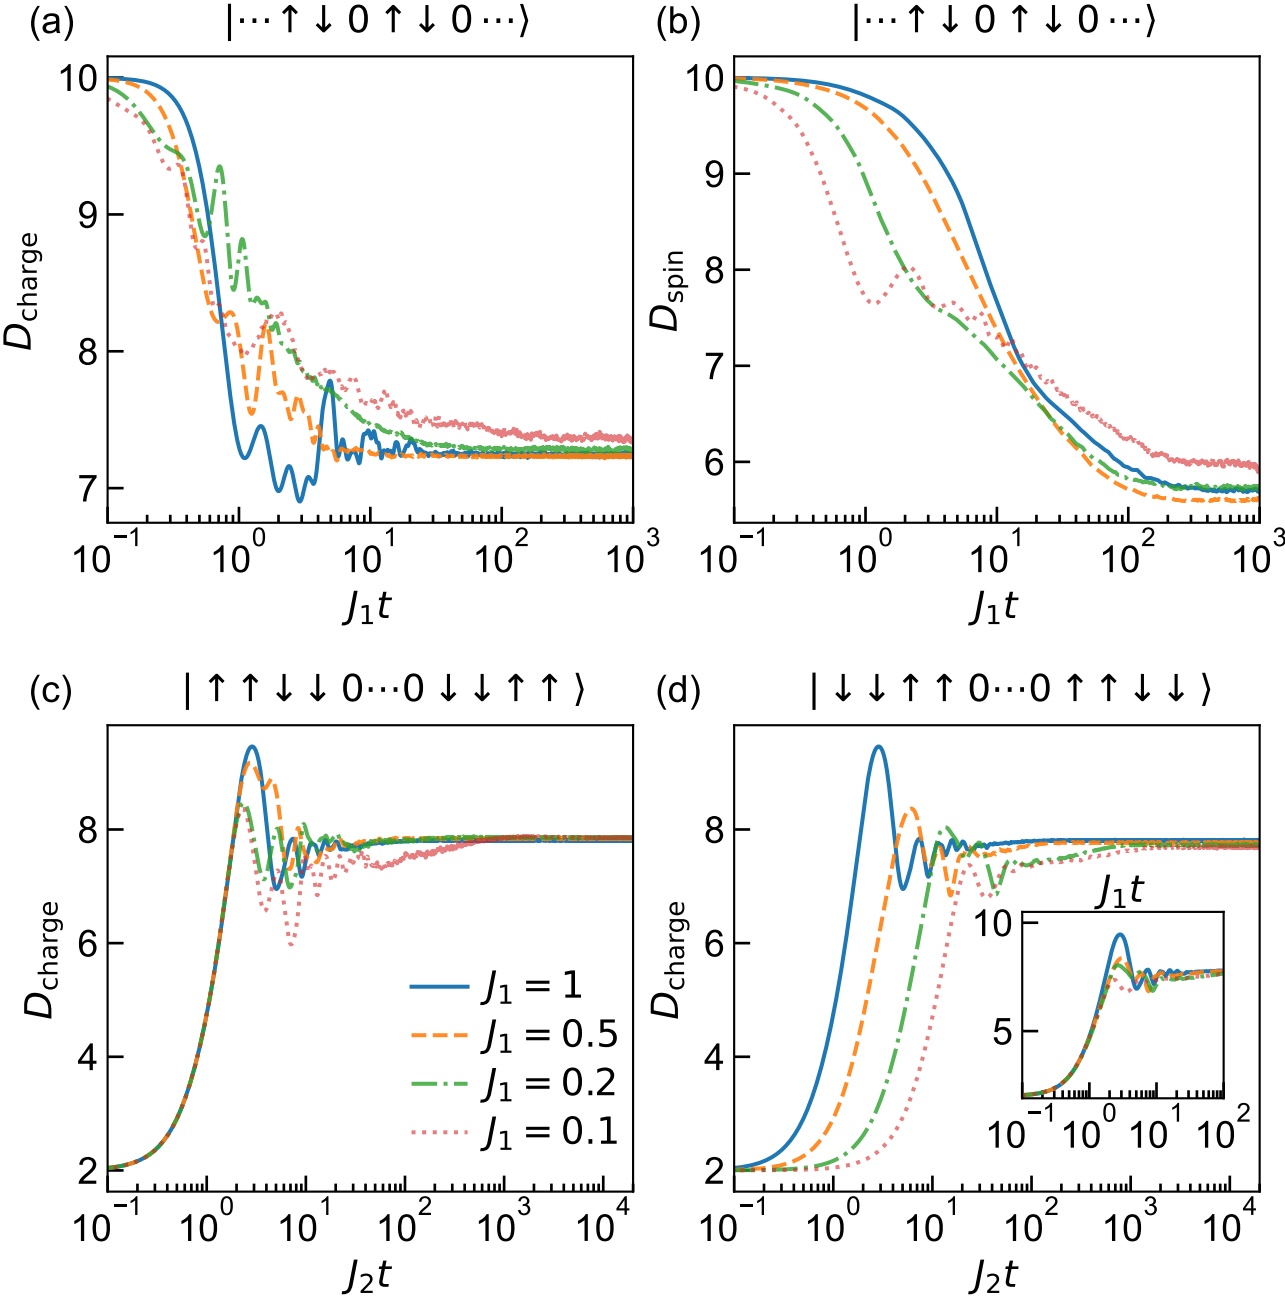 (a) |⋯ ↑ ↓ 0 ↑ ↓ 0 ⋯⟩
10
9
8
7
D_charge
10^−1 10^0 10^1 10^2 10^3
J_1t
(b) |⋯ ↑ ↓ 0 ↑ ↓ 0 ⋯⟩
10
9
8
7
6
D_spin
10^−1 10^0 10^1 10^2 10^3
J_1t
(c) | ↑ ↑ ↓ ↓ 0⋯0 ↓ ↓ ↑ ↑ ⟩
8
6
4
2
D_charge
J_1 = 1
J_1 = 0.5
J_1 = 0.2
J_1 = 0.1
10^−1 10^0 10^1 10^2 10^3 10^4
J_2t
(d) | ↓ ↓ ↑ ↑ 0⋯0 ↑ ↑ ↓ ↓ ⟩
8
6
4
2
D_charge
J_1t
10
5
10^−1 10^0 10^1 10^2
10^−1 10^0 10^1 10^2 10^3 10^4
J_2t